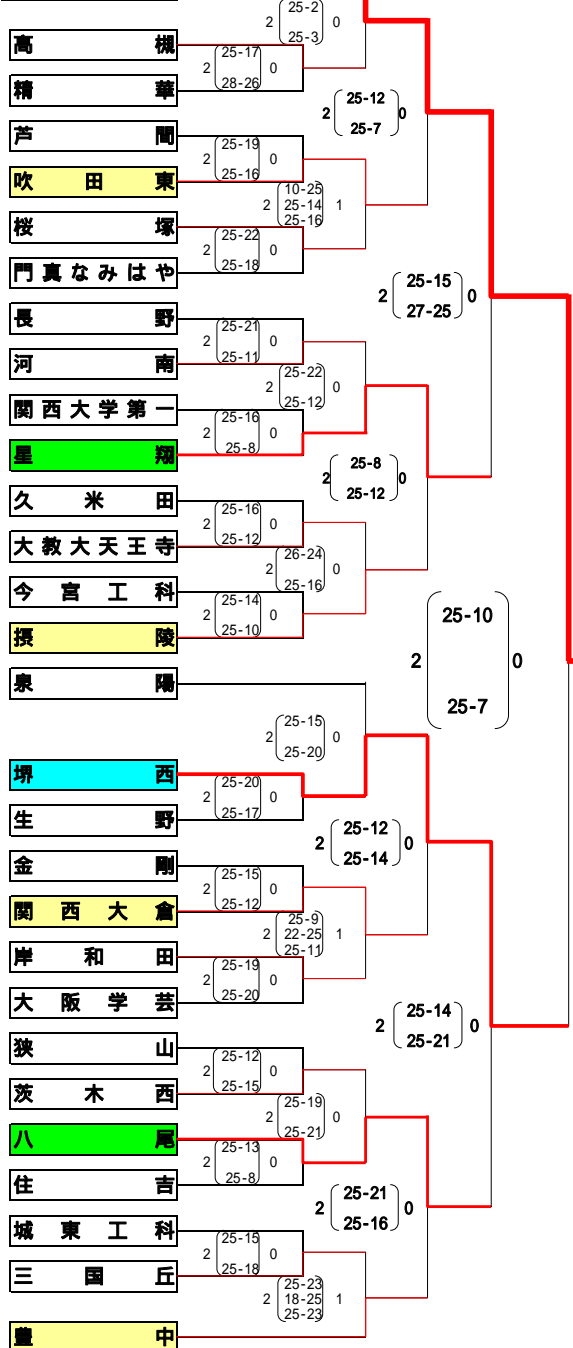 25-2
2 0
25-3
高槻
25-17
2 0
28-26
精華
25-12
2 0
25-7
芦間
25-19
2 0
25-16
吹田東
10-25
2 25-14 1
25-16
桜塚
25-22
2 0
25-18
門真なみはや
25-15
2 0
27-25
長野
25-21
2 0
25-11
河南
25-22
2 0
25-12
関西大学第一
25-16
2 0
25-8
星翔
25-8
2 0
25-12
久米田
25-16
2 0
25-12
大教大天王寺
26-24
2 0
25-16
今宮工科
25-14
2 0
25-10
摂陵
25-10
2 0
25-7
泉陽
25-15
2 0
25-20
堺西
25-20
2 0
25-17
生野
25-12
2 0
25-14
金剛
25-15
2 0
25-12
関西大倉
25-9
2 22-25 1
25-11
岸和田
25-19
2 0
25-20
大阪学芸
25-14
2 0
25-21
狭山
25-12
2 0
25-15
茨木西
25-19
2 0
25-21
八尾
25-13
2 0
25-8
住吉
25-21
2 0
25-16
城東工科
25-15
2 0
25-18
三国丘
25-23
2 18-25 1
25-23
豊中